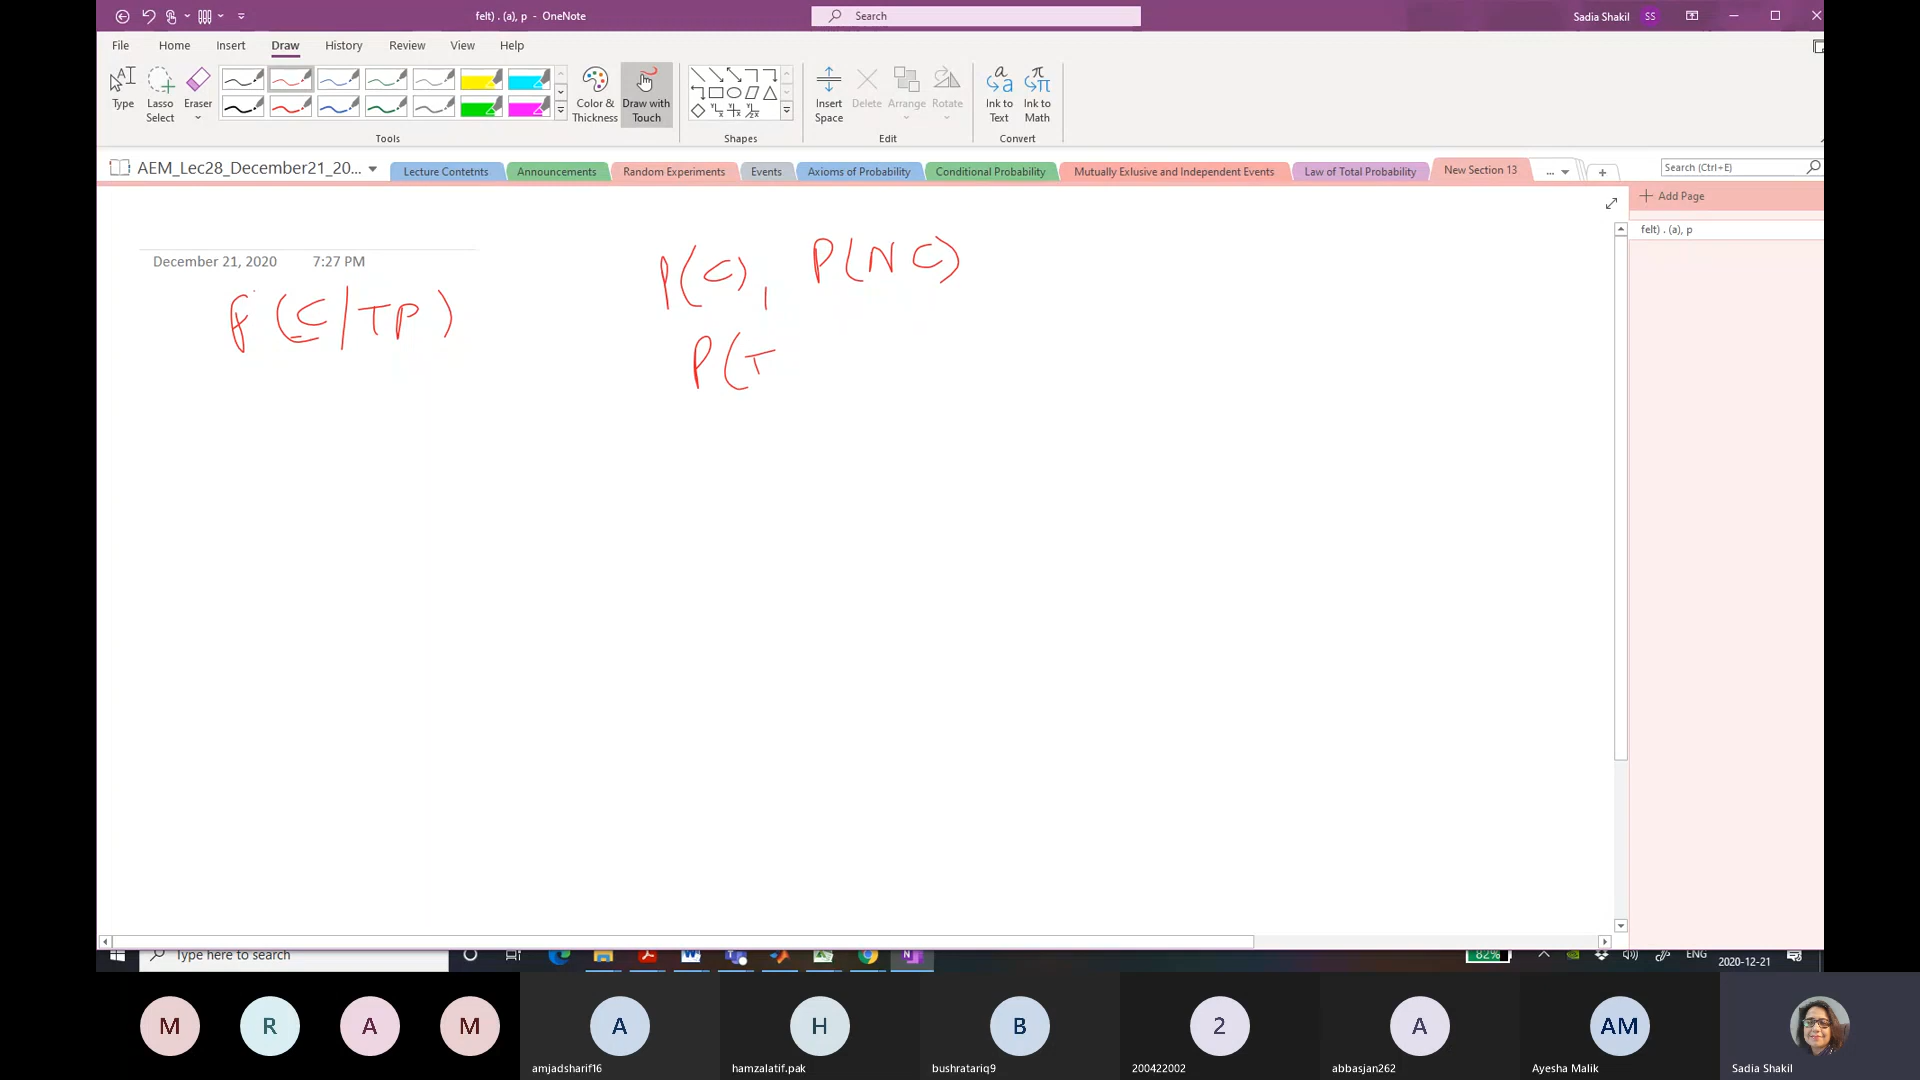 felt) . (a), p - OneNote
Search
Sadia Shakil
SS
File Home Insert Draw History Review View Help
Type
Lasso Select
Eraser
Color & Thickness
Draw with Touch
Insert Space
Delete
Arrange
Rotate
Ink to Text
Ink to Math
Tools
Shapes
Edit
Convert
AEM_Lec28_December21_20...
Lecture Contetnts
Announcements
Random Experiments
Events
Axioms of Probability
Conditional Probability
Mutually Exlusive and Independent Events
Law of Total Probability
New Section 13
...
Search (Ctrl+E)
Add Page
felt) . (a), p
December 21, 2020 7:27 PM
P(C), P(NC)
P(C/TP)
P(T
Type here to search
82%
ENG
2020-12-21
M
R
A
M
A
H
B
2
A
AM
amjadsharif16
hamzalatif.pak
bushratariq9
200422002
abbasjan262
Ayesha Malik
Sadia Shakil